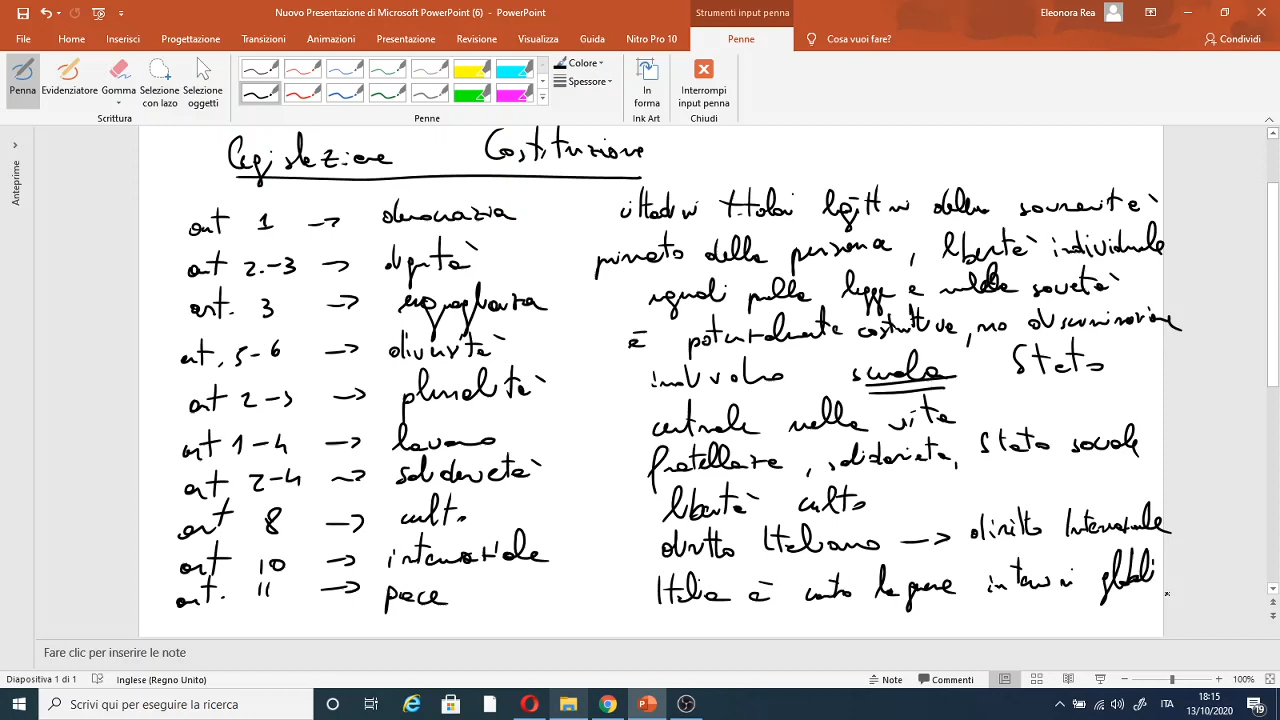 Nuovo Presentazione di Microsoft PowerPoint (6) - PowerPoint
Strumenti input penna
Eleonora Rea
File Home Inserisci Progettazione Transizioni Animazioni Presentazione Revisione Visualizza Guida Nitro Pro 10 Penne Cosa vuoi fare? Condividi
Penna Evidenziatore Gomma Selezione con lazo Selezione oggetti Colore Spessore In forma Interrompi input penna
Scrittura Penne Ink Art Chiudi
Anteprime
Legislazione Costituzione
art 1 → democrazia cittadini titolari legittimi della sovranità
art 2-3 → dignità primato della persona, libertà individuale
art. 3 → uguaglianza uguali nella legge e nella società
art. 5-6 → diversità è potenzialmente costruttiva, no discriminazione
art 2-5 → pluralità individuo scuola Stato
art 1-4 → lavoro centrale nella vita
art 2-4 → solidarietà fratellanza, solidarietà, Stato sociale
art 8 → culto libertà culto
art 10 → internazionale diritto Italiano → diritto Internazionale
art. 11 → pace Italia è contro la guerra interventi globali
Fare clic per inserire le note
Diapositiva 1 di 1 Inglese (Regno Unito) Note Commenti 100%
Scrivi qui per eseguire la ricerca ITA 18:15
13/10/2020 19